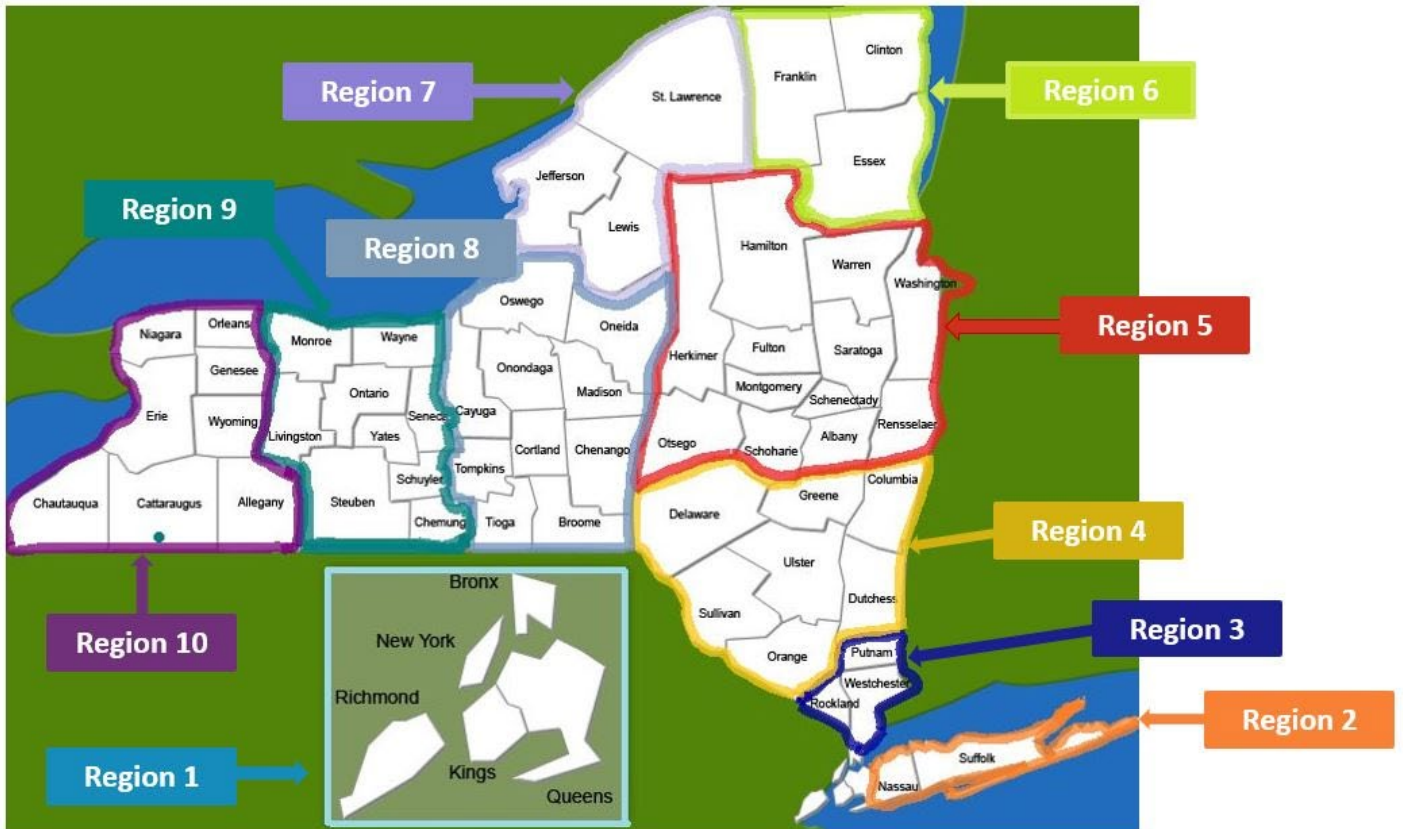 Clinton
Franklin
Region 7
St. Lawrence
Region 6
Essex
Jefferson
Region 9
Lewis
Region 8
Hamilton
Warren
Washington
Oswego
Oneida
Region 5
Niagara
Orleans
Monroe
Wayne
Herkimer
Fulton
Saratoga
Genesee
Onondaga
Montgomery
Madison
Ontario
Schenectady
Erie
Wyoming
Seneca
Cayuga
Rensselaer
Livingston
Yates
Otsego
Albany
Cortland
Chenango
Schoharie
Tompkins
Schuyler
Columbia
Chautauqua
Cattaraugus
Allegany
Steuben
Greene
Delaware
Chemung
Tioga
Broome
Region 4
Ulster
Bronx
Dutchess
Sullivan
Region 3
New York
Region 10
Putnam
Orange
Westchester
Richmond
Rockland
Region 2
Suffolk
Kings
Region 1
Nassau
Queens